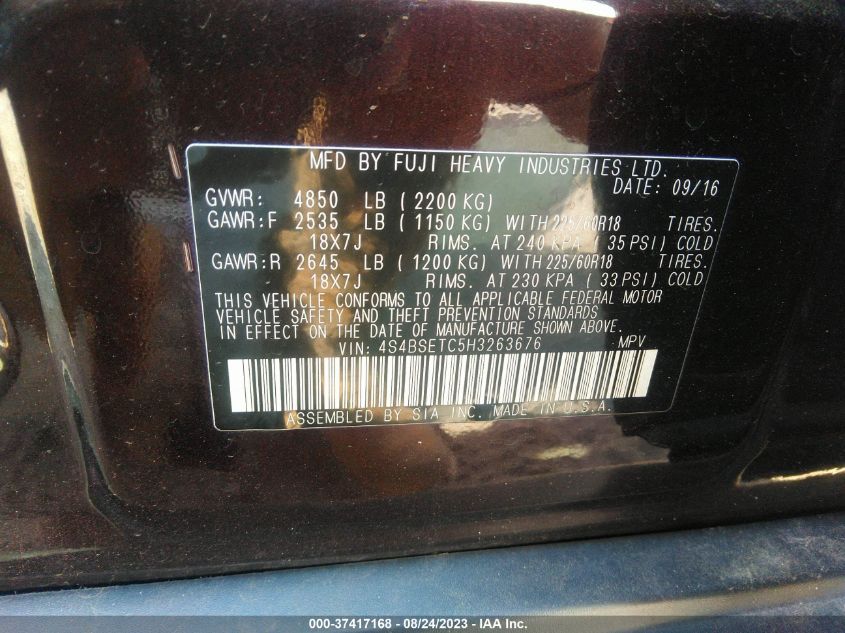 MFD BY FUJI HEAVY INDUSTRIES LTD.
DATE: 09/16
GVWR: 4850 LB (2200 KG)
GAWR:F 2535 LB (1150 KG) WITH 225/60R18 TIRES.
18X7J RIMS. AT 240 KPA (35 PSI) COLD
GAWR:R 2645 LB (1200 KG) WITH 225/60R18 TIRES.
18X7J RIMS. AT 230 KPA (33 PSI) COLD
THIS VEHICLE CONFORMS TO ALL APPLICABLE FEDERAL MOTOR
VEHICLE SAFETY AND THEFT PREVENTION STANDARDS
IN EFFECT ON THE DATE OF MANUFACTURE SHOWN ABOVE.
VIN: 4S4BSETC5H3263676 MPV
ASSEMBLED BY SIA INC. MADE IN U.S.A.
000-37417168 - 08/24/2023 - IAA Inc.